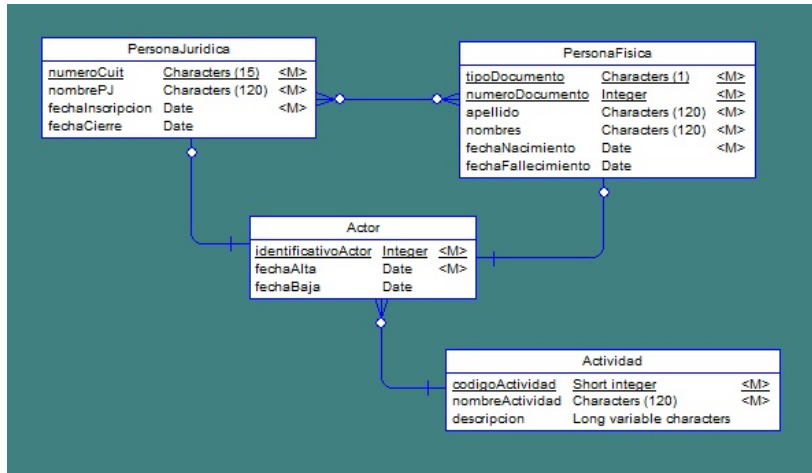 PersonaJuridica
numeroCuit Characters (15) <M>
nombrePJ Characters (120) <M>
fechaInscripcion Date <M>
fechaCierre Date
PersonaFisica
tipoDocumento Characters (1) <M>
numeroDocumento Integer <M>
apellido Characters (120) <M>
nombres Characters (120) <M>
fechaNacimiento Date <M>
fechaFallecimiento Date
Actor
identificativoActor Integer <M>
fechaAlta Date <M>
fechaBaja Date
Actividad
codigoActividad Short integer <M>
nombreActividad Characters (120) <M>
descripcion Long variable characters